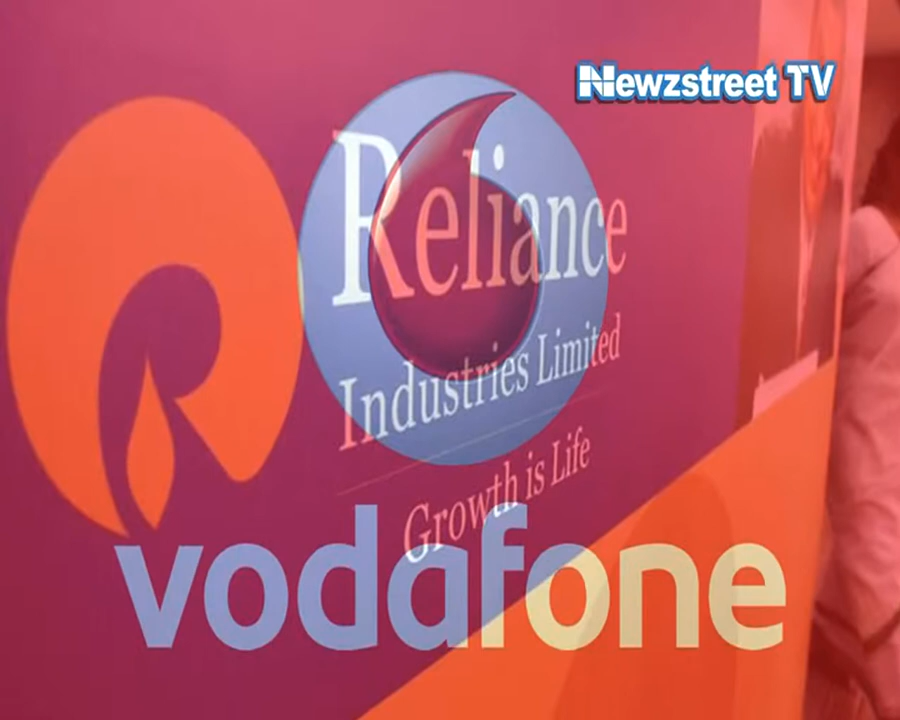 Newzstreet TV
Reliance
Industries Limited
Growth is Life
vodafone